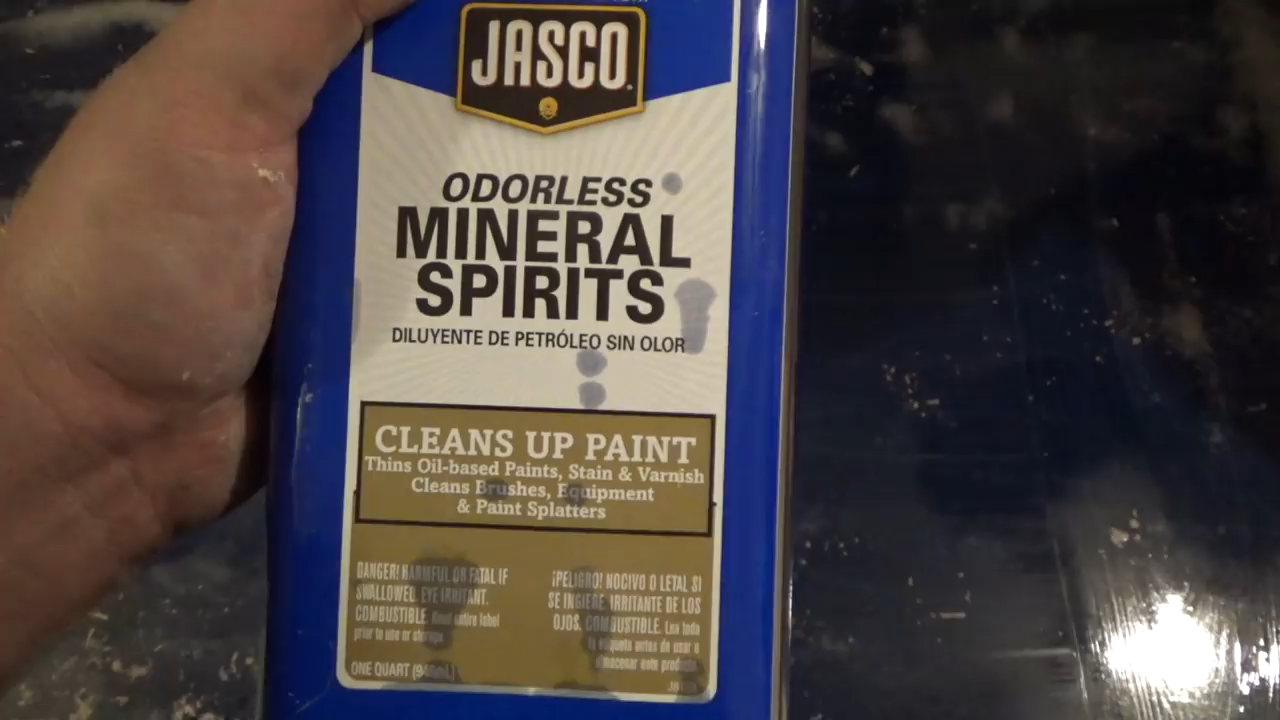 JASCO
ODORLESS
MINERAL
SPIRITS
DILUYENTE DE PETRÓLEO SIN OLOR
CLEANS UP PAINT
Thins Oil-based Paints, Stain & Varnish
Cleans Brushes, Equipment
& Paint Splatters
DANGER! HARMFUL OR FATAL IF
SWALLOWED. EYE IRRITANT.
COMBUSTIBLE. Read entire label
prior to use or storage.
¡PELIGRO! NOCIVO O LETAL SI
SE INGIERE. IRRITANTE DE LOS
OJOS. COMBUSTIBLE. Lea toda
la etiqueta antes de usar o
almacenar este producto.
ONE QUART (946mL)